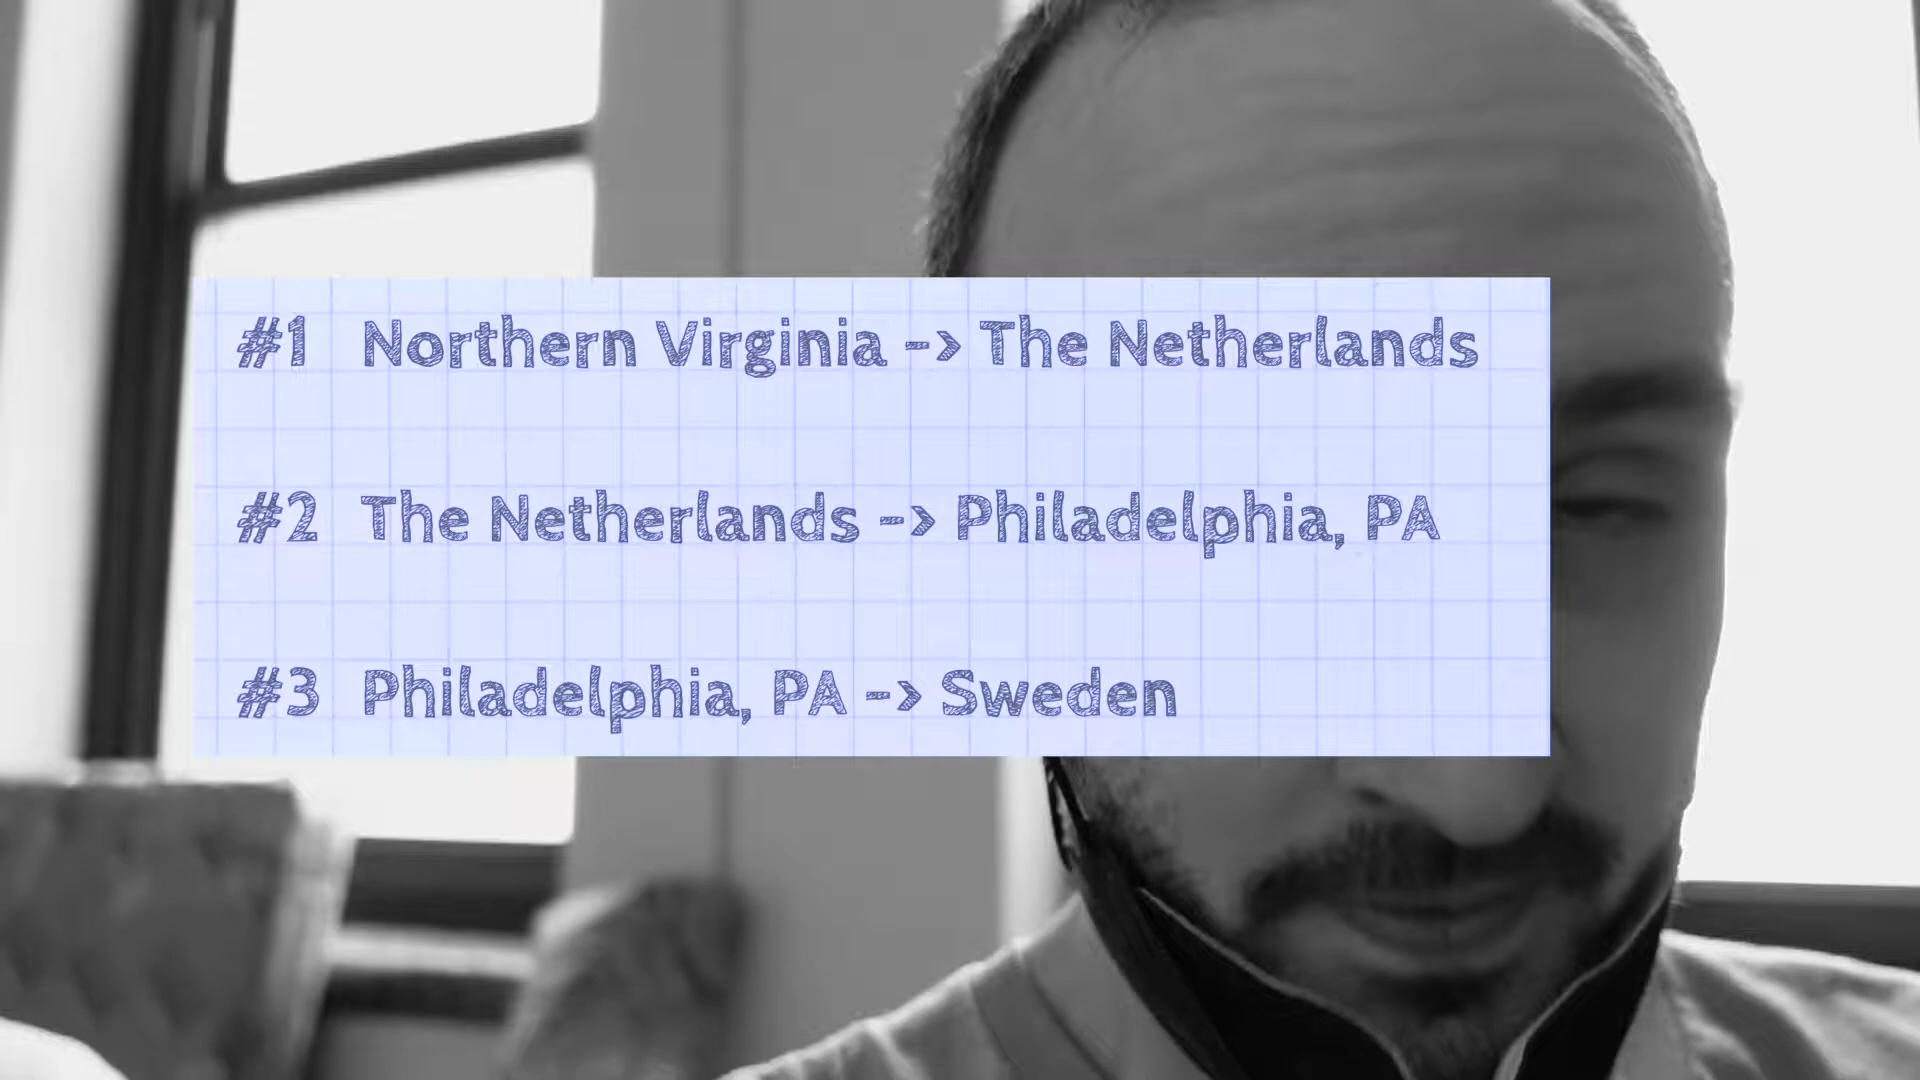 #1 Northern Virginia -> The Netherlands
#2 The Netherlands -> Philadelphia, PA
#3 Philadelphia, PA -> Sweden